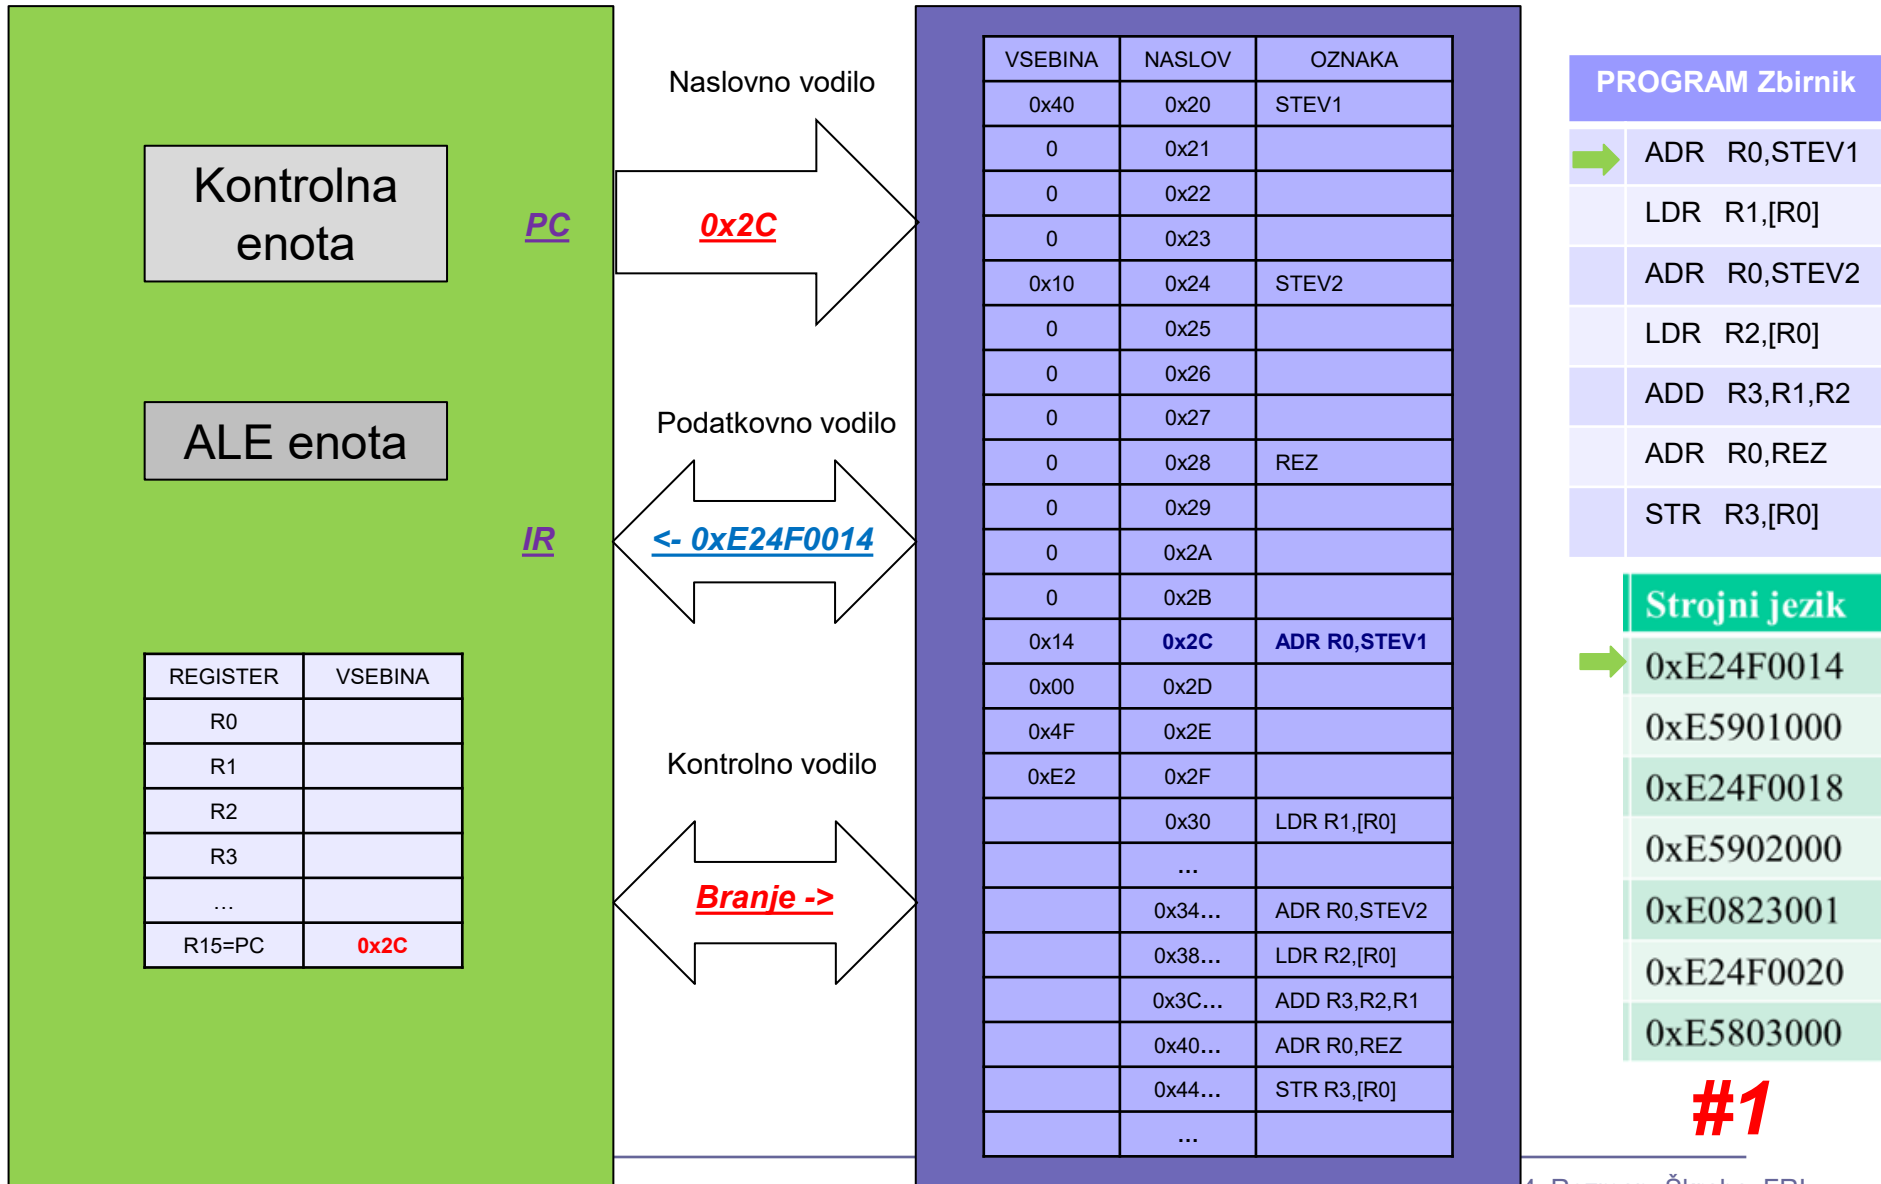 Kontrolna
enota
PC
ALE enota
IR
REGISTER VSEBINA
R0
R1
R2
R3
…
R15=PC 0x2C
Naslovno vodilo
0x2C
Podatkovno vodilo
<- 0xE24F0014
Kontrolno vodilo
Branje ->
VSEBINA NASLOV OZNAKA
0x40 0x20 STEV1
0 0x21
0 0x22
0 0x23
0x10 0x24 STEV2
0 0x25
0 0x26
0 0x27
0 0x28 REZ
0 0x29
0 0x2A
0 0x2B
0x14 0x2C ADR R0,STEV1
0x00 0x2D
0x4F 0x2E
0xE2 0x2F
0x30 LDR R1,[R0]
…
0x34… ADR R0,STEV2
0x38… LDR R2,[R0]
0x3C… ADD R3,R2,R1
0x40… ADR R0,REZ
0x44… STR R3,[R0]
…
PROGRAM Zbirnik
ADR R0,STEV1
LDR R1,[R0]
ADR R0,STEV2
LDR R2,[R0]
ADD R3,R1,R2
ADR R0,REZ
STR R3,[R0]
Strojni jezik
0xE24F0014
0xE5901000
0xE24F0018
0xE5902000
0xE0823001
0xE24F0020
0xE5803000
#1